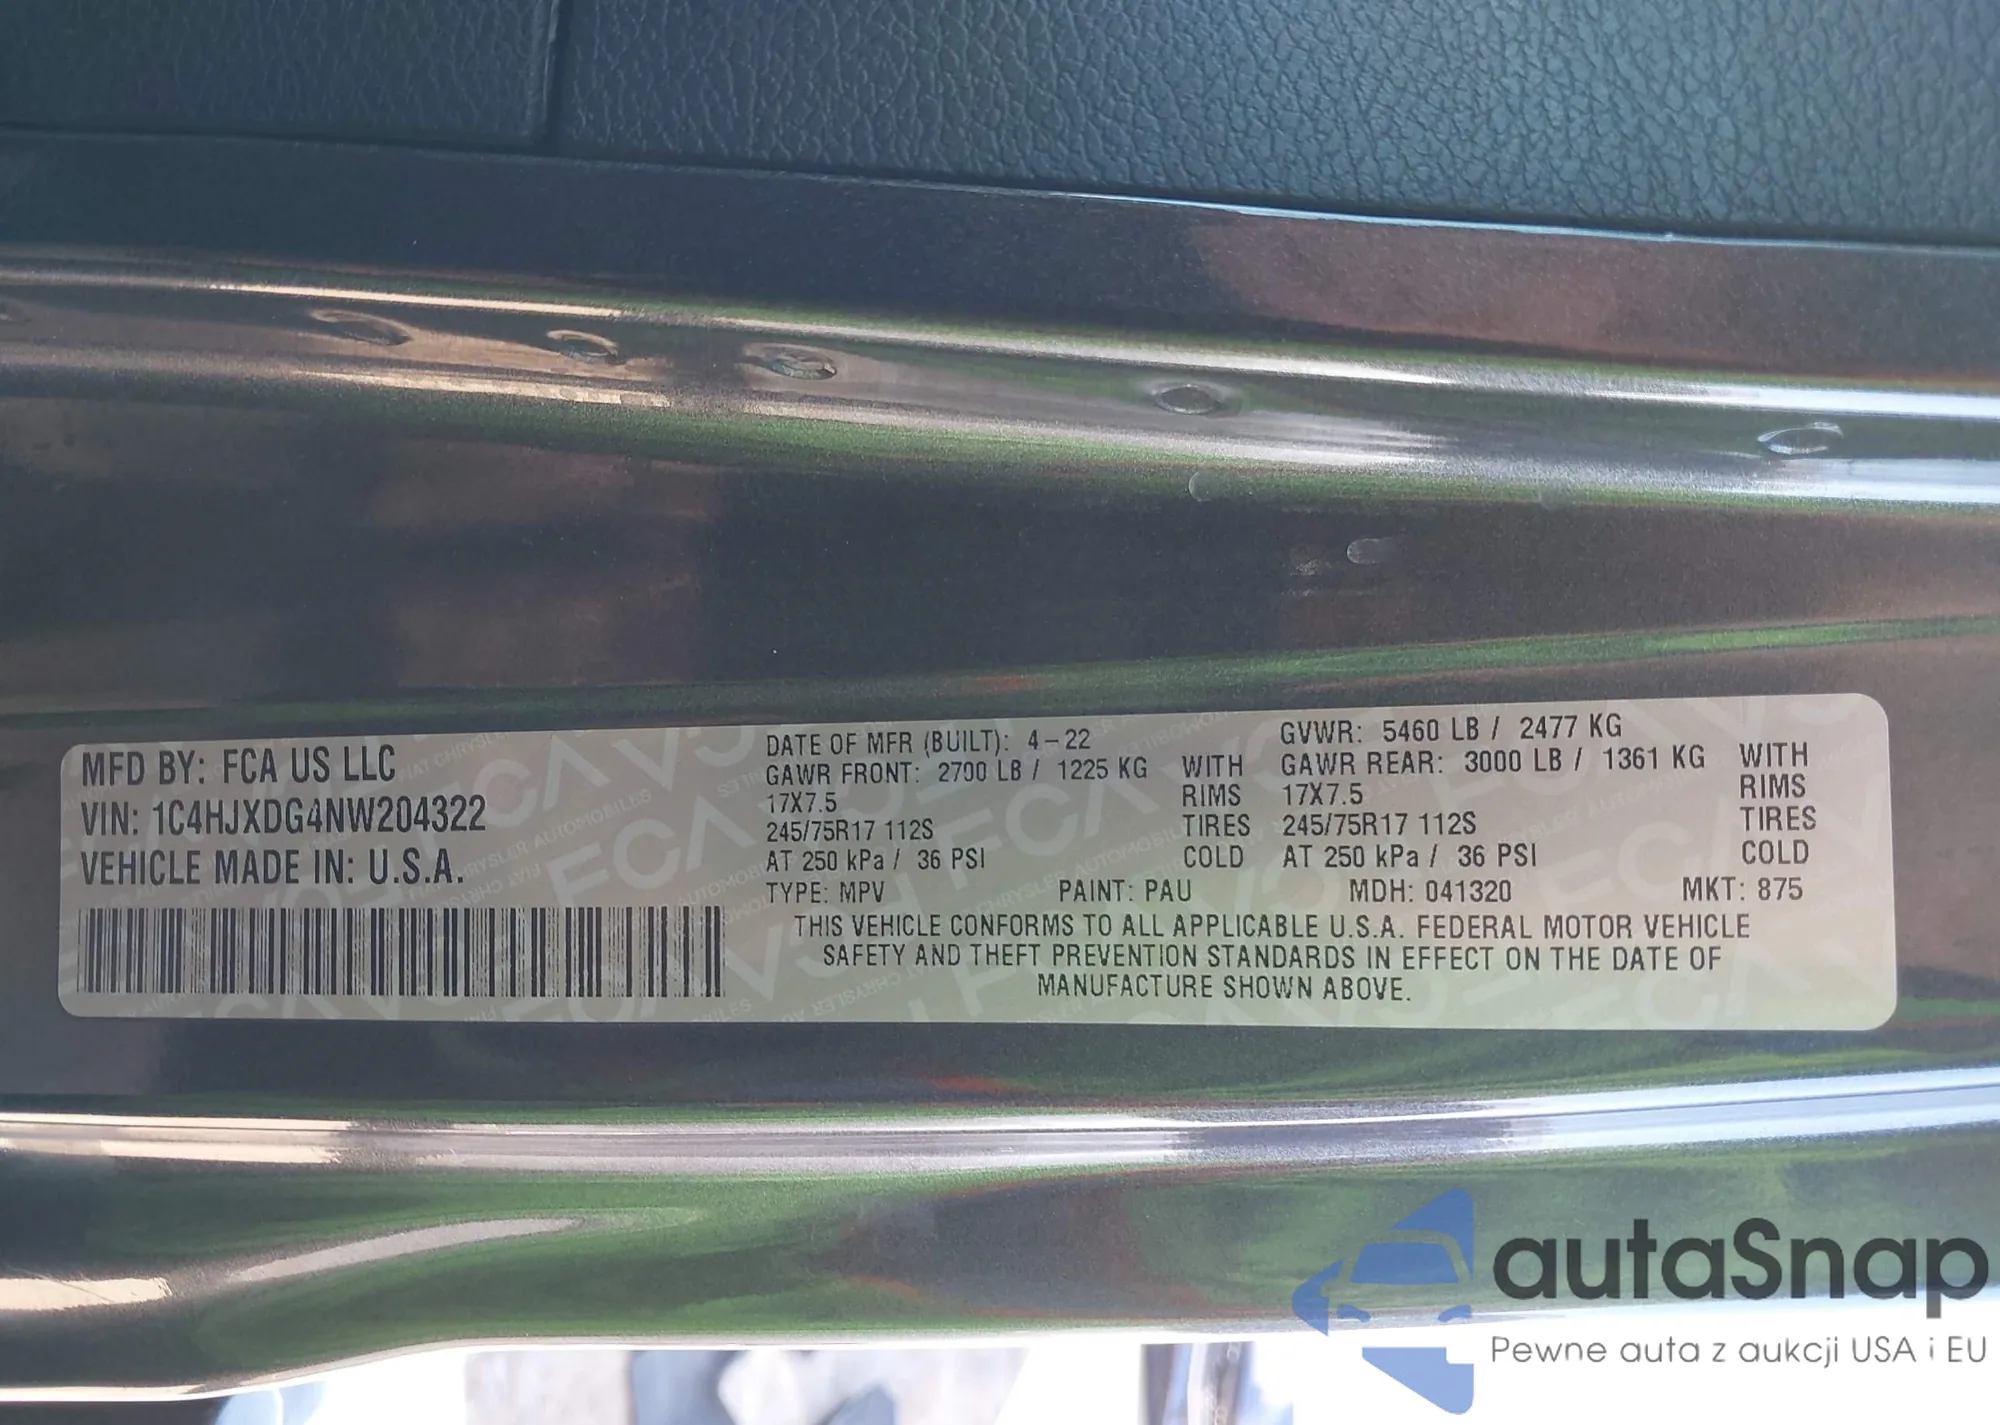 MFD BY: FCA US LLC
VIN: 1C4HJXDG4NW204322
VEHICLE MADE IN: U.S.A.
DATE OF MFR (BUILT): 4-22
GAWR FRONT: 2700 LB / 1225 KG WITH
17X7.5 RIMS
245/75R17 112S TIRES
AT 250 kPa / 36 PSI COLD
GVWR: 5460 LB / 2477 KG
GAWR REAR: 3000 LB / 1361 KG WITH
17X7.5 RIMS
245/75R17 112S TIRES
AT 250 kPa / 36 PSI COLD
TYPE: MPV PAINT: PAU MDH: 041320 MKT: 875
THIS VEHICLE CONFORMS TO ALL APPLICABLE U.S.A. FEDERAL MOTOR VEHICLE
SAFETY AND THEFT PREVENTION STANDARDS IN EFFECT ON THE DATE OF
MANUFACTURE SHOWN ABOVE.
autaSnap
Pewne auta z aukcji USA i EU